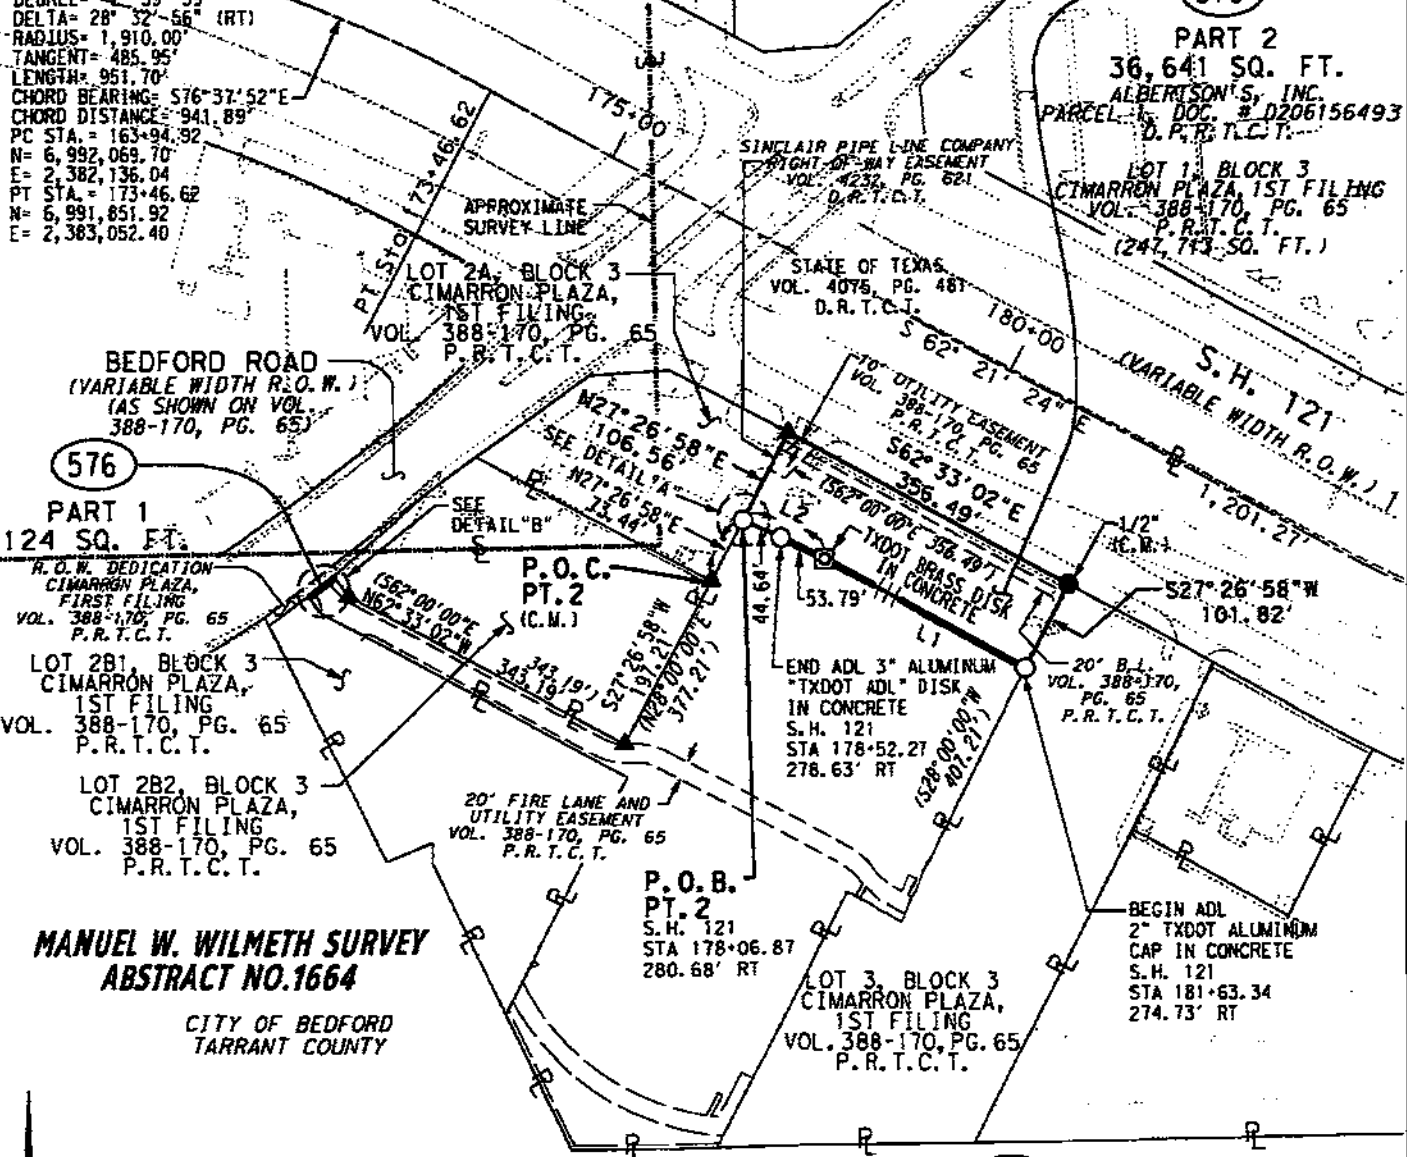 DELTA= 28° 32'-56" (RT)
RADIUS= 1,910.00'
TANGENT= 485.95'
LENGTH= 951.70'
CHORD BEARING= S76°37'52"E
CHORD DISTANCE= 941.89'
PC STA.= 163+94.92
N= 6,992,069.70
E= 2,382,136.04
PT STA.= 173+46.62
N= 6,991,851.92
E= 2,383,052.40
PT Sta 173+46.62
175+00
APPROXIMATE
SURVEY LINE
SINCLAIR PIPE LINE COMPANY
RIGHT-OF-WAY EASEMENT
VOL. 4232, PG. 621
D.R.T.C.T.
PART 2
36,641 SQ. FT.
ALBERTSON'S, INC.
PARCEL 1, DOC. # D206156493
D.P.R.T.C.T.
LOT 1, BLOCK 3
CIMARRON PLAZA, 1ST FILING
VOL. 388-170, PG. 65
P.R.T.C.T.
(247,713 SQ. FT.)
LOT 2A, BLOCK 3
CIMARRON PLAZA,
1ST FILING
VOL. 388-170, PG. 65
P.R.T.C.T.
STATE OF TEXAS
VOL. 4075, PG. 481
D.R.T.C.T.
S 62° 21' 24" E
180+00
1,201.27'
S.H. 121
(VARIABLE WIDTH R.O.W.)
BEDFORD ROAD
(VARIABLE WIDTH R.O.W.)
(AS SHOWN ON VOL.
388-170, PG. 65)
10' UTILITY EASEMENT
VOL. 388-170, PG. 65
P.R.T.C.T.
S62°33'02"E
356.49'
(S62°00'00"E 356.49')
N27°26'58"E
106.56'
SEE DETAIL"A"
N27°26'58"E
73.44'
576
PART 1
124 SQ. FT.
R.O.W. DEDICATION
CIMARRON PLAZA,
FIRST FILING
VOL. 388-170, PG. 65
P.R.T.C.T.
SEE
DETAIL"B"
P.O.C.
PT.2
(C.M.)
L2
TXDOT BRASS DISK
IN CONCRETE
44.64'
53.79'
L1
1/2"
(C.M.)
S27°26'58"W
101.82'
(S62°00'00"E
N62°33'02"W
343.19')
343.19'
S27°26'58"W
197.21'
(N28°00'00"E
377.21')
LOT 2B1, BLOCK 3
CIMARRON PLAZA,
1ST FILING
VOL. 388-170, PG. 65
P.R.T.C.T.
END ADL 3" ALUMINUM
"TXDOT ADL" DISK
IN CONCRETE
S.H. 121
STA 178+52.27
278.63' RT
20' B.L.
VOL. 388-170,
PG. 65
P.R.T.C.T.
(S28°00'00"W
407.21')
LOT 2B2, BLOCK 3
CIMARRON PLAZA,
1ST FILING
VOL. 388-170, PG. 65
P.R.T.C.T.
20' FIRE LANE AND
UTILITY EASEMENT
VOL. 388-170, PG. 65
P.R.T.C.T.
P.O.B.
PT.2
S.H. 121
STA 178+06.87
280.68' RT
BEGIN ADL
2" TXDOT ALUMINUM
CAP IN CONCRETE
S.H. 121
STA 181+63.34
274.73' RT
MANUEL W. WILMETH SURVEY
ABSTRACT NO.1664
CITY OF BEDFORD
TARRANT COUNTY
LOT 3, BLOCK 3
CIMARRON PLAZA,
1ST FILING
VOL. 388-170, PG. 65
P.R.T.C.T.